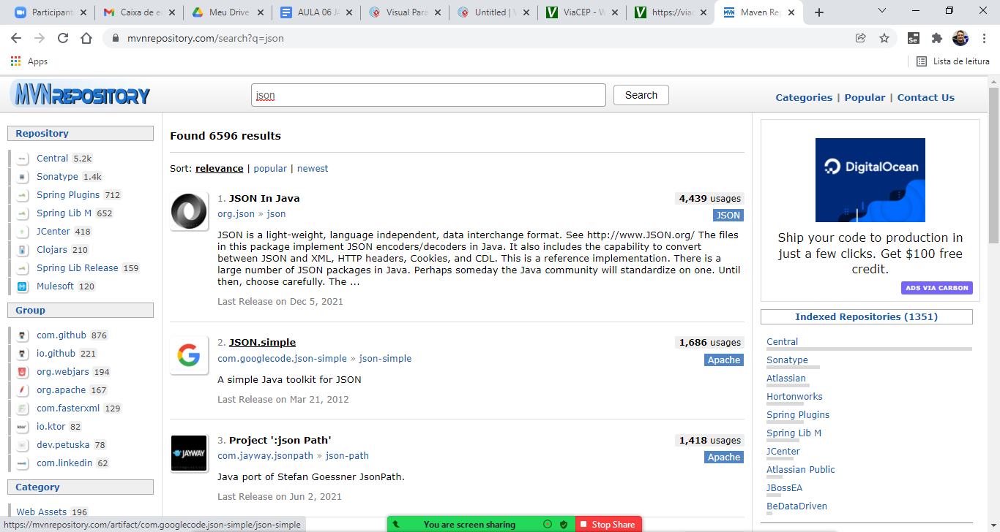 Participant
Caixa de e
Meu Drive
AULA 06 JA
Visual Para
Untitled | V
ViaCEP - W
https://viac
Maven Rep
mvnrepository.com/search?q=json
Apps
Lista de leitura
MVNREPOSITORY
json
Search
Categories | Popular | Contact Us
Repository
Central 5.2k
Sonatype 1.4k
Spring Plugins 712
Spring Lib M 652
JCenter 418
Clojars 210
Spring Lib Release 159
Mulesoft 120
Group
com.github 876
io.github 221
org.webjars 194
org.apache 167
com.fasterxml 129
io.ktor 82
dev.petuska 78
com.linkedin 62
Category
Web Assets 196
Found 6596 results
Sort: relevance | popular | newest
1. JSON In Java
4,439 usages
org.json » json
JSON
JSON is a light-weight, language independent, data interchange format. See http://www.JSON.org/ The files
in this package implement JSON encoders/decoders in Java. It also includes the capability to convert
between JSON and XML, HTTP headers, Cookies, and CDL. This is a reference implementation. There is a
large number of JSON packages in Java. Perhaps someday the Java community will standardize on one. Until
then, choose carefully. The ...
Last Release on Dec 5, 2021
2. JSON.simple
1,686 usages
com.googlecode.json-simple » json-simple
Apache
A simple Java toolkit for JSON
Last Release on Mar 21, 2012
3. Project ':json Path'
1,418 usages
com.jayway.jsonpath » json-path
Apache
JAYWAY
Java port of Stefan Goessner JsonPath.
Last Release on Jun 2, 2021
DigitalOcean
Ship your code to production in
just a few clicks. Get $100 free
credit.
ADS VIA CARBON
Indexed Repositories (1351)
Central
Sonatype
Atlassian
Hortonworks
Spring Plugins
Spring Lib M
JCenter
Atlassian Public
JBossEA
BeDataDriven
https://mvnrepository.com/artifact/com.googlecode.json-simple/json-simple
You are screen sharing
Stop Share